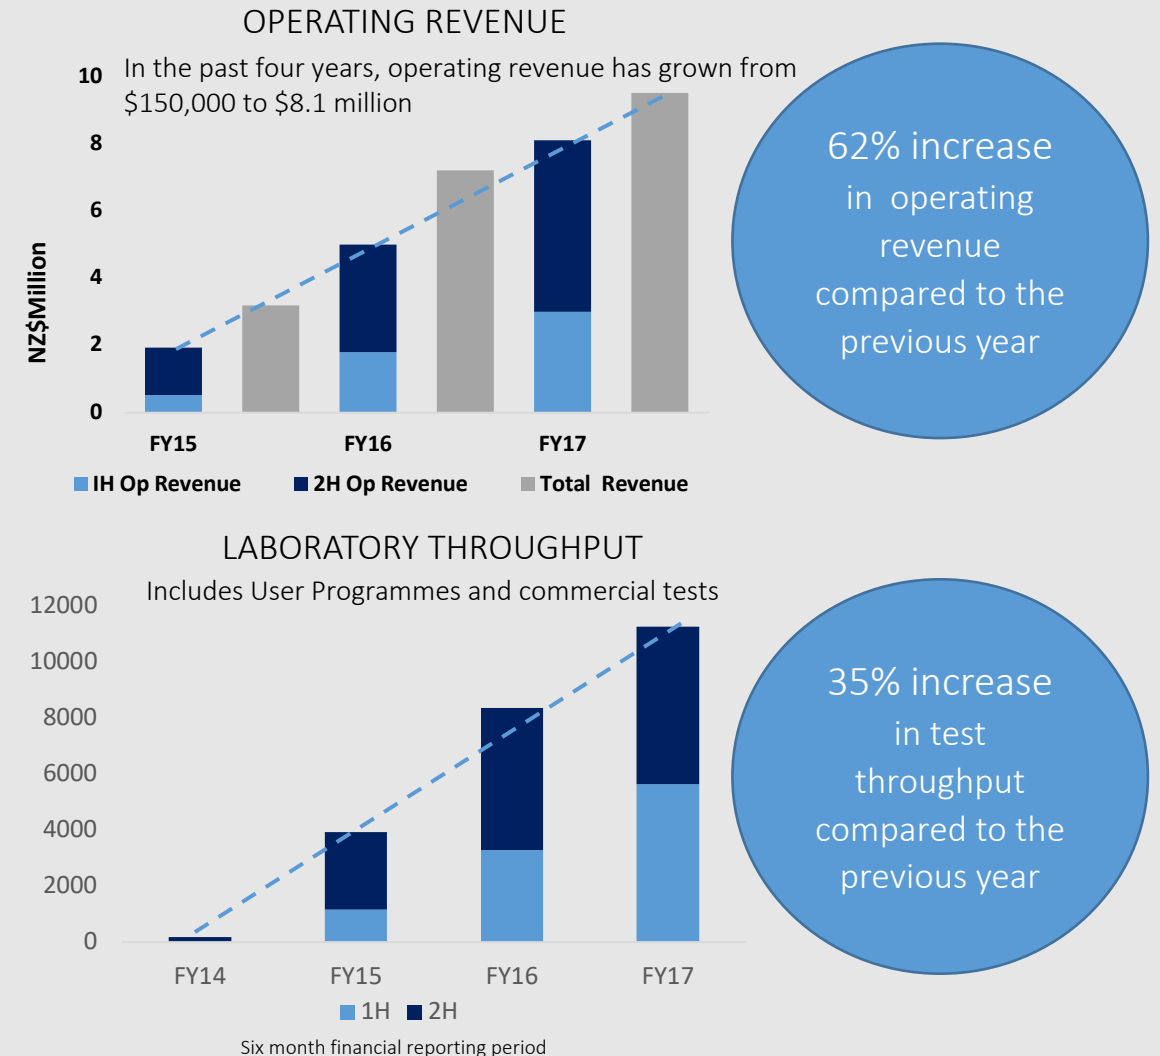 OPERATING REVENUE
In the past four years, operating revenue has grown from
$150,000 to $8.1 million
NZ$Million
10
8
6
4
2
0
FY15
FY16
FY17
IH Op Revenue
2H Op Revenue
Total Revenue
62% increase
in operating
revenue
compared to the
previous year
LABORATORY THROUGHPUT
Includes User Programmes and commercial tests
12000
10000
8000
6000
4000
2000
0
FY14
FY15
FY16
FY17
1H
2H
Six month financial reporting period
35% increase
in test
throughput
compared to the
previous year